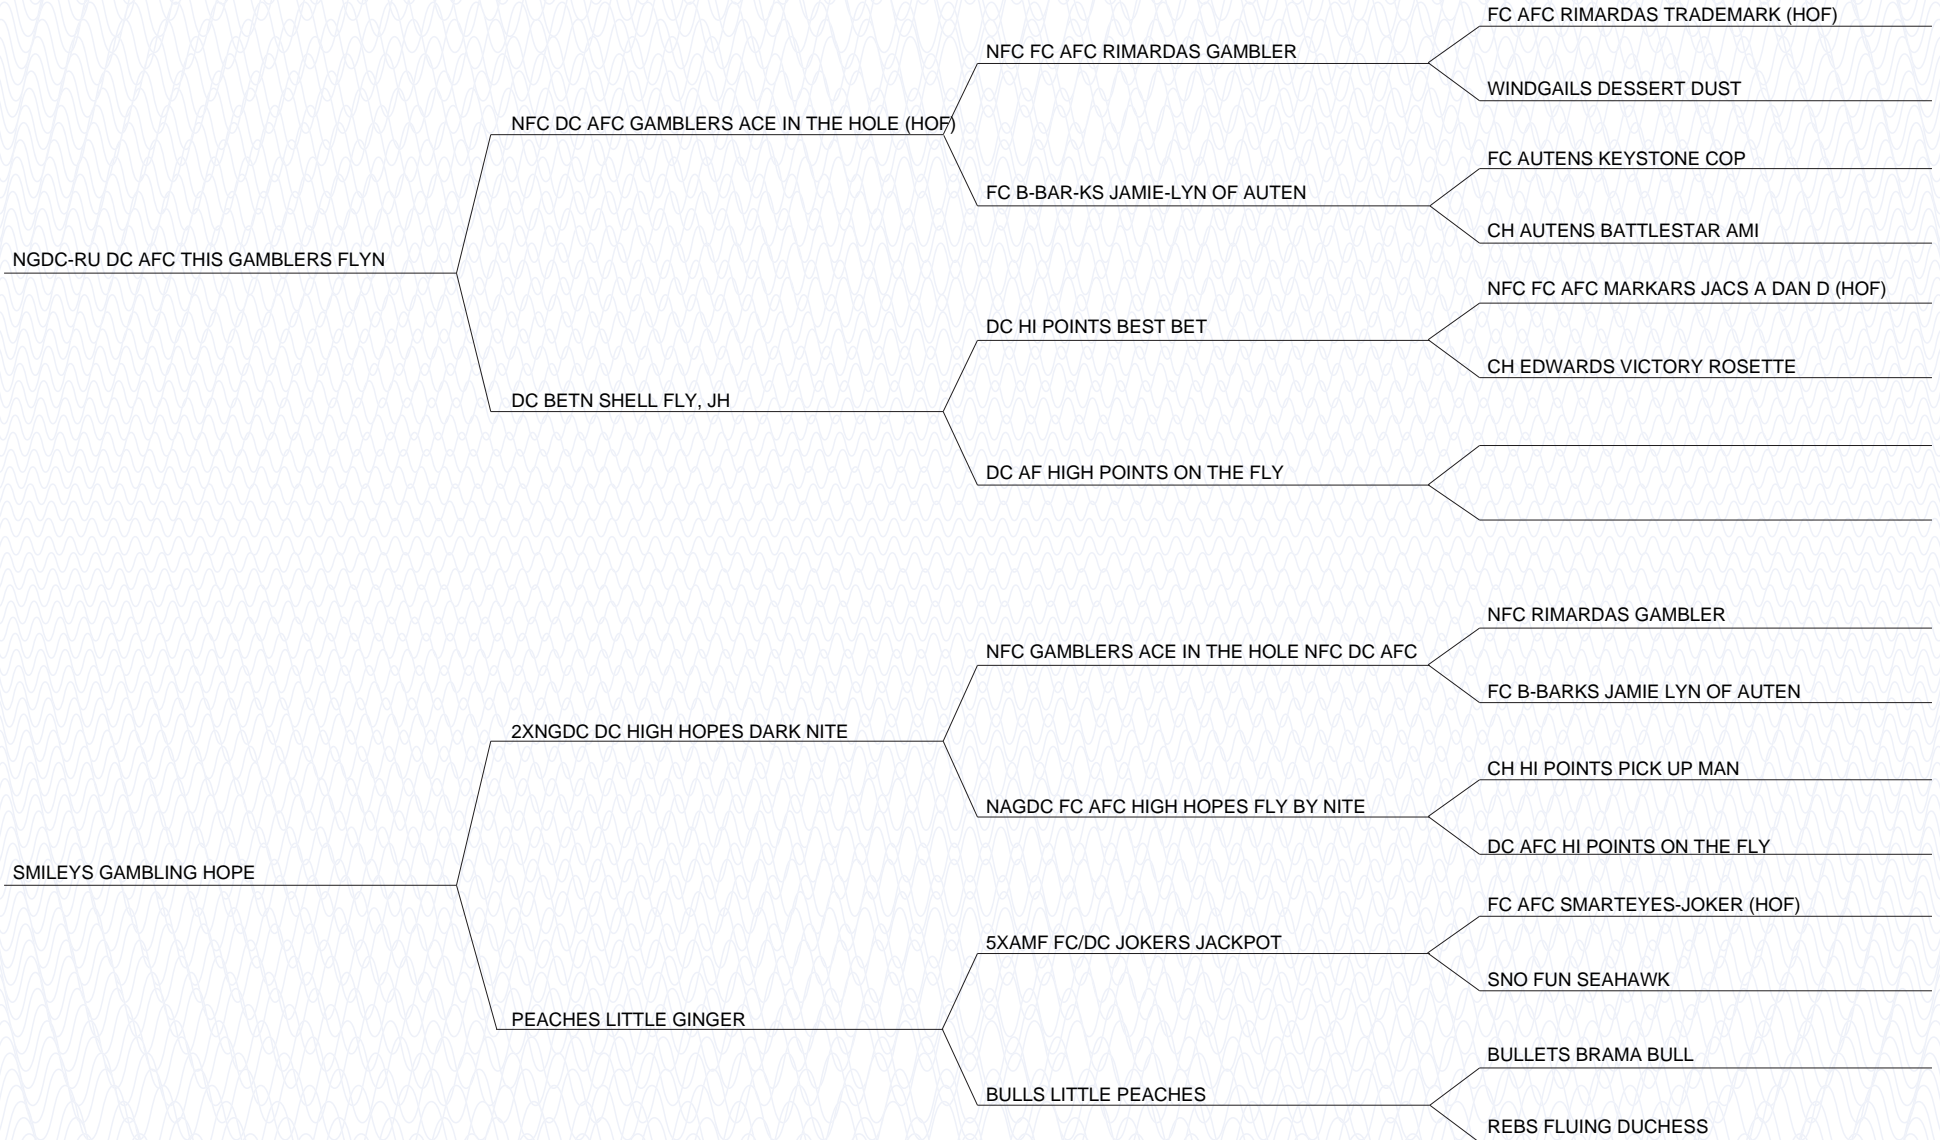 FC AFC RIMARDAS TRADEMARK (HOF)
NFC FC AFC RIMARDAS GAMBLER
WINDGAILS DESSERT DUST
NFC DC AFC GAMBLERS ACE IN THE HOLE (HOF)
FC AUTENS KEYSTONE COP
FC B-BAR-KS JAMIE-LYN OF AUTEN
CH AUTENS BATTLESTAR AMI
NGDC-RU DC AFC THIS GAMBLERS FLYN
NFC FC AFC MARKARS JACS A DAN D (HOF)
DC HI POINTS BEST BET
CH EDWARDS VICTORY ROSETTE
DC BETN SHELL FLY, JH
DC AF HIGH POINTS ON THE FLY
NFC RIMARDAS GAMBLER
NFC GAMBLERS ACE IN THE HOLE NFC DC AFC
FC B-BARKS JAMIE LYN OF AUTEN
2XNGDC DC HIGH HOPES DARK NITE
CH HI POINTS PICK UP MAN
NAGDC FC AFC HIGH HOPES FLY BY NITE
DC AFC HI POINTS ON THE FLY
SMILEYS GAMBLING HOPE
FC AFC SMARTEYES-JOKER (HOF)
5XAMF FC/DC JOKERS JACKPOT
SNO FUN SEAHAWK
PEACHES LITTLE GINGER
BULLETS BRAMA BULL
BULLS LITTLE PEACHES
REBS FLUING DUCHESS